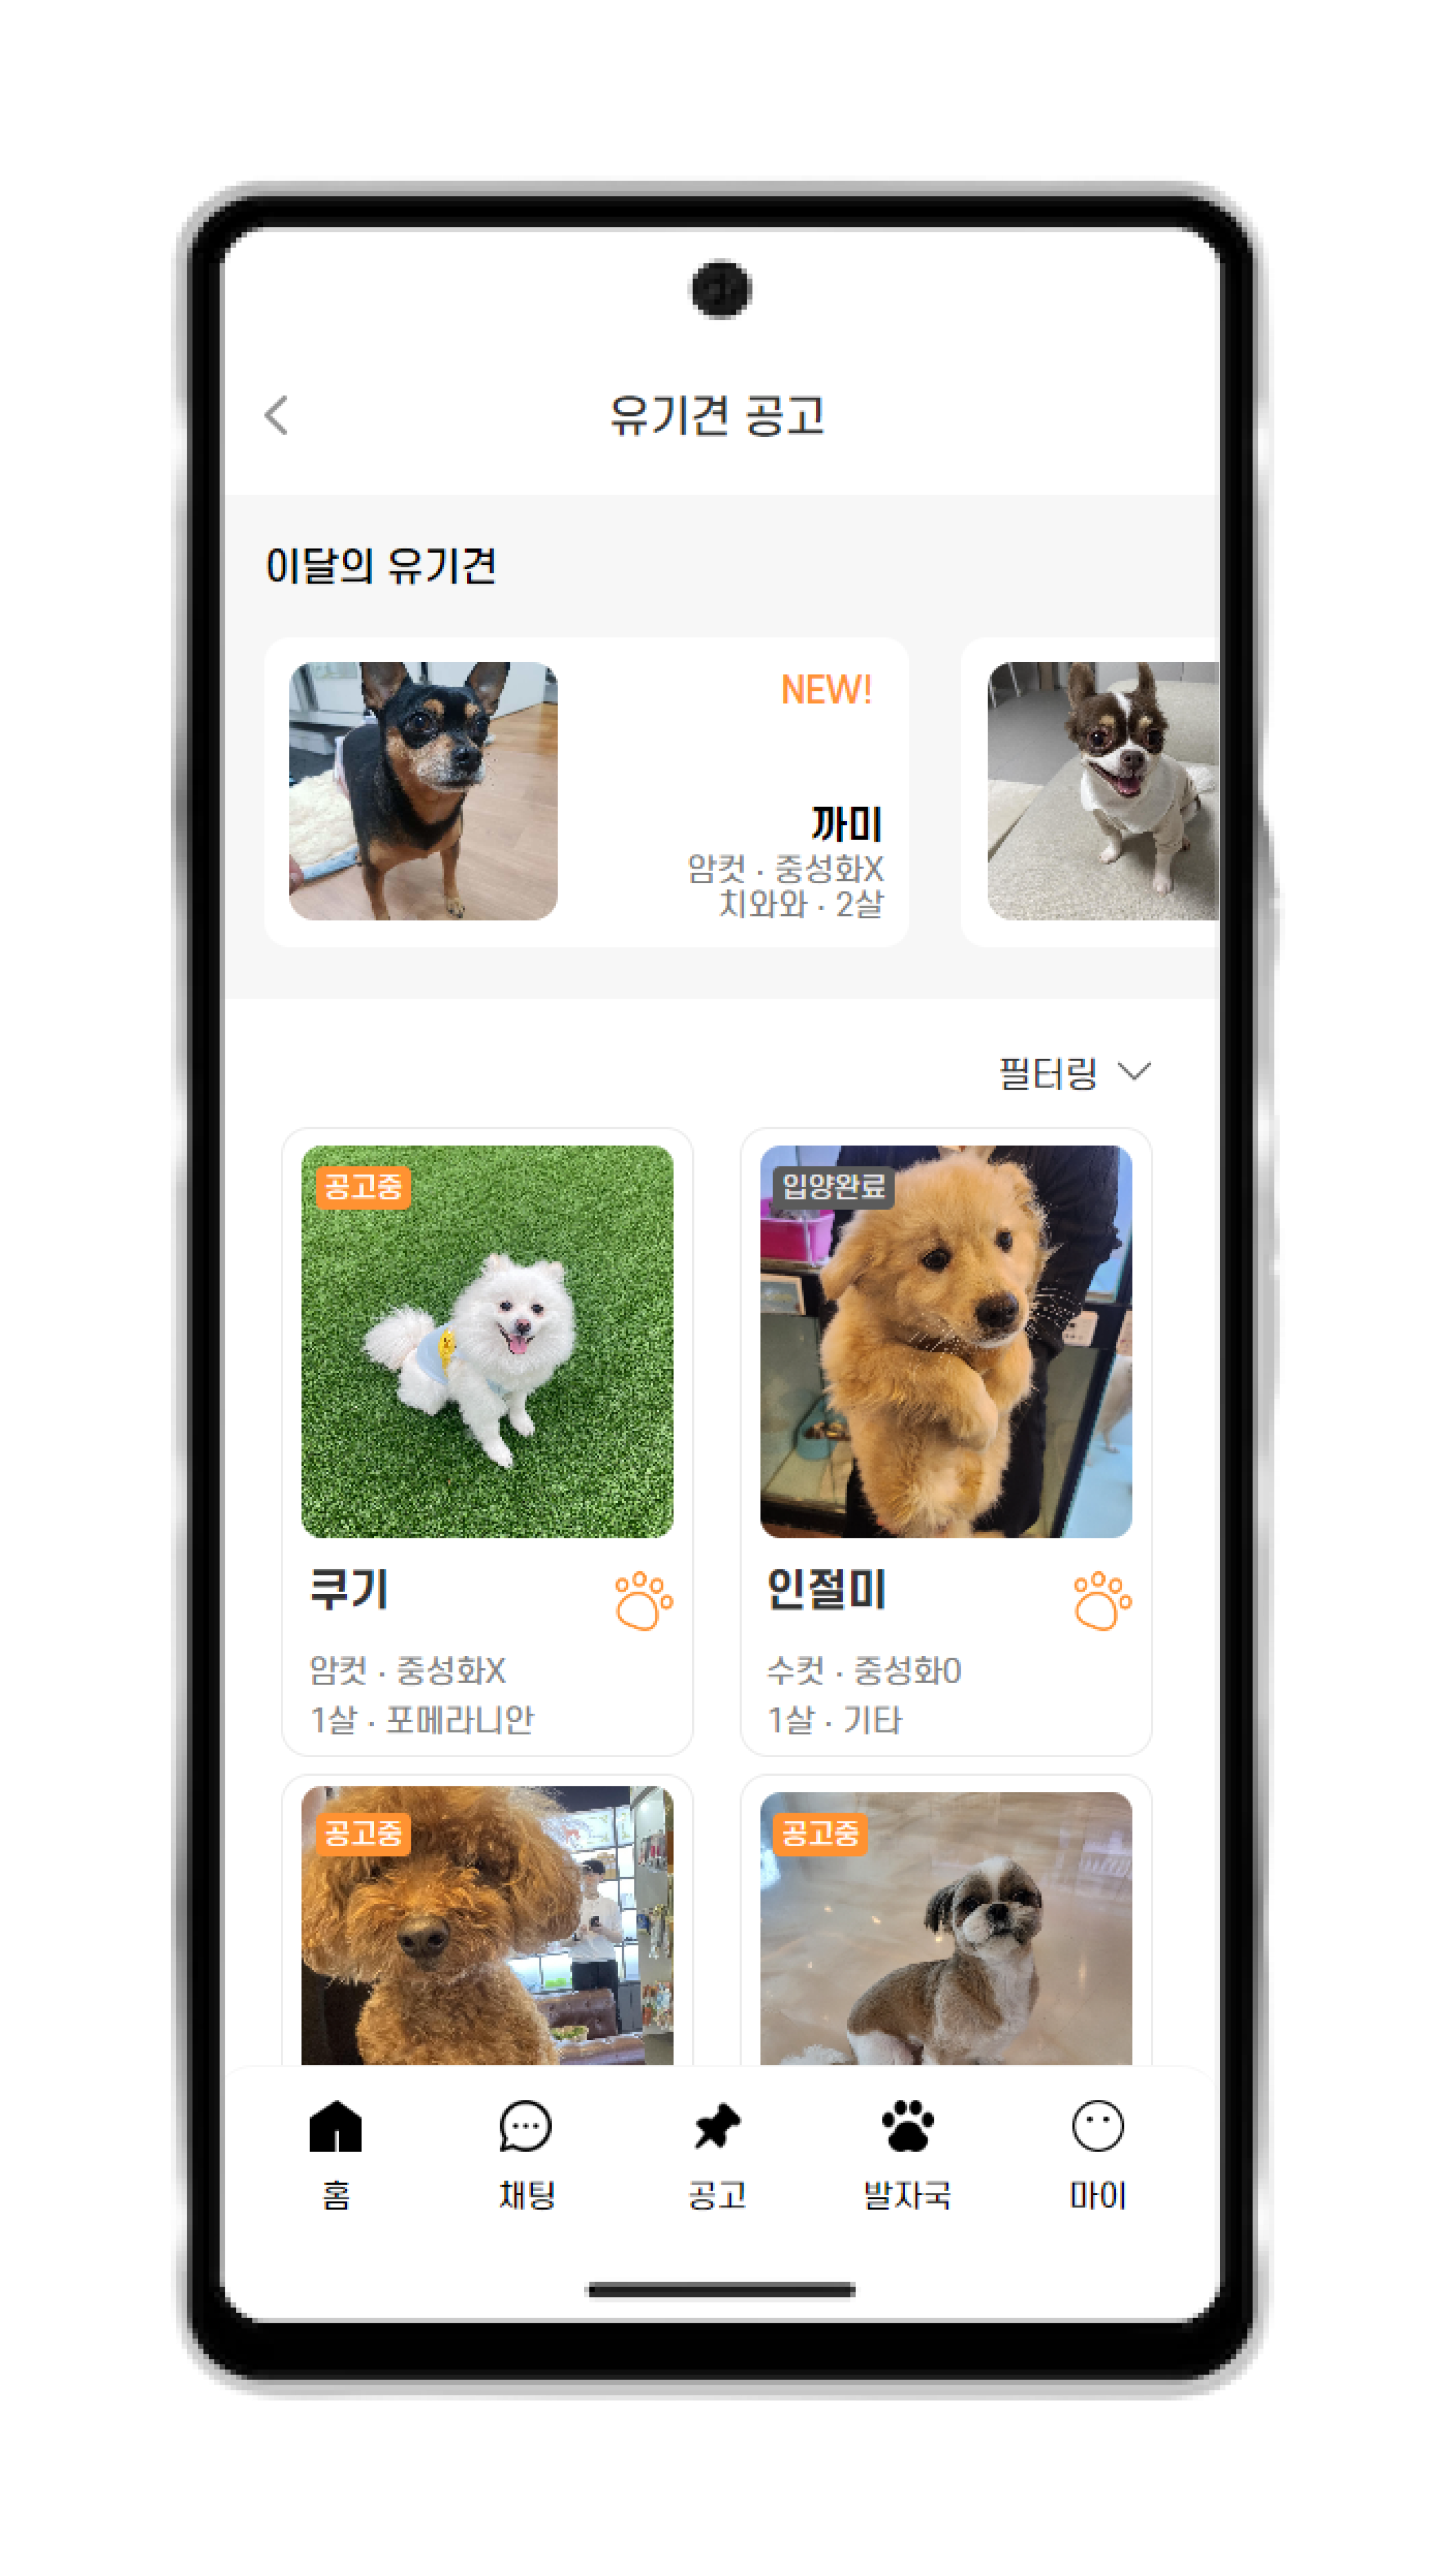 유기견 공고
이달의 유기견
NEW!
까미
암컷 · 중성화X
치와와 · 2살
필터링
공고중
입양완료
쿠기
인절미
암컷 · 중성화X
수컷 · 중성화O
1살 · 포메라니안
1살 · 기타
공고중
공고중
홈
채팅
공고
발자국
마이